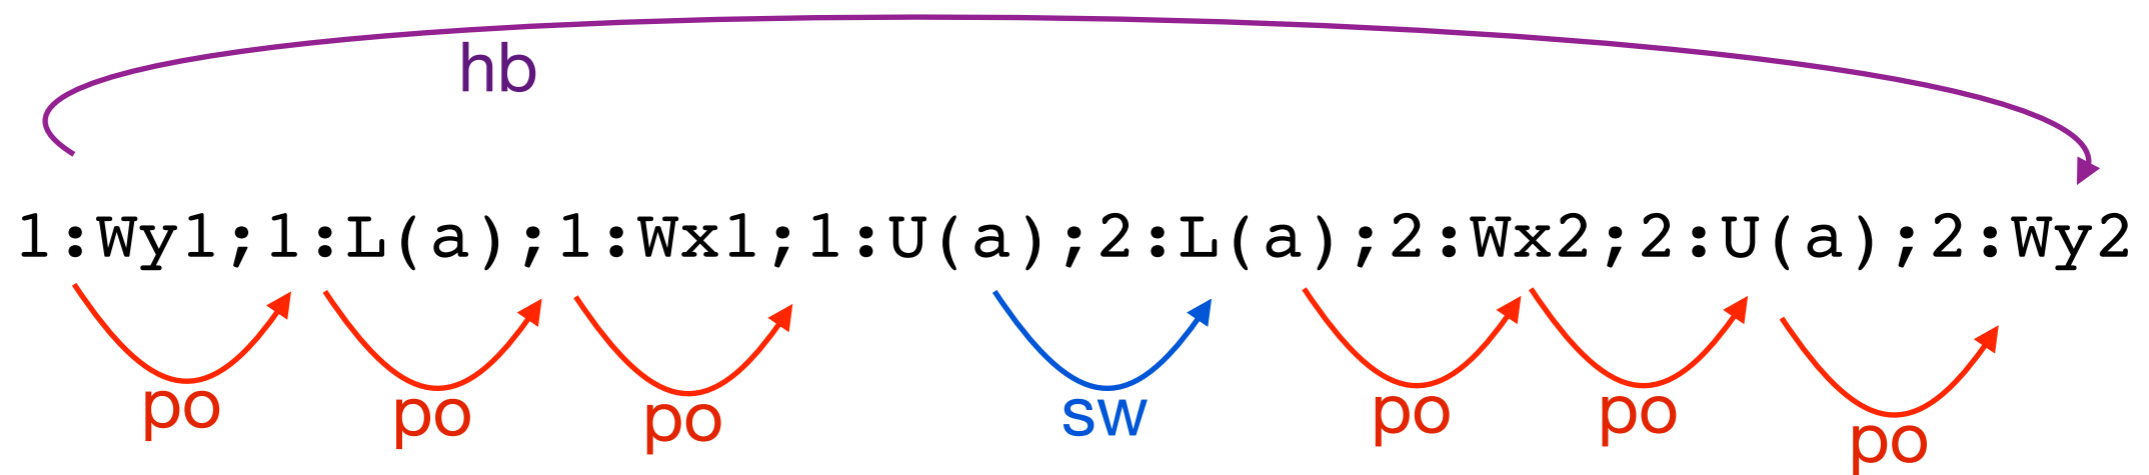 hb
1:Wy1;1:L(a);1:Wx1;1:U(a);2:L(a);2:Wx2;2:U(a);2:Wy2
po po po sw po po po